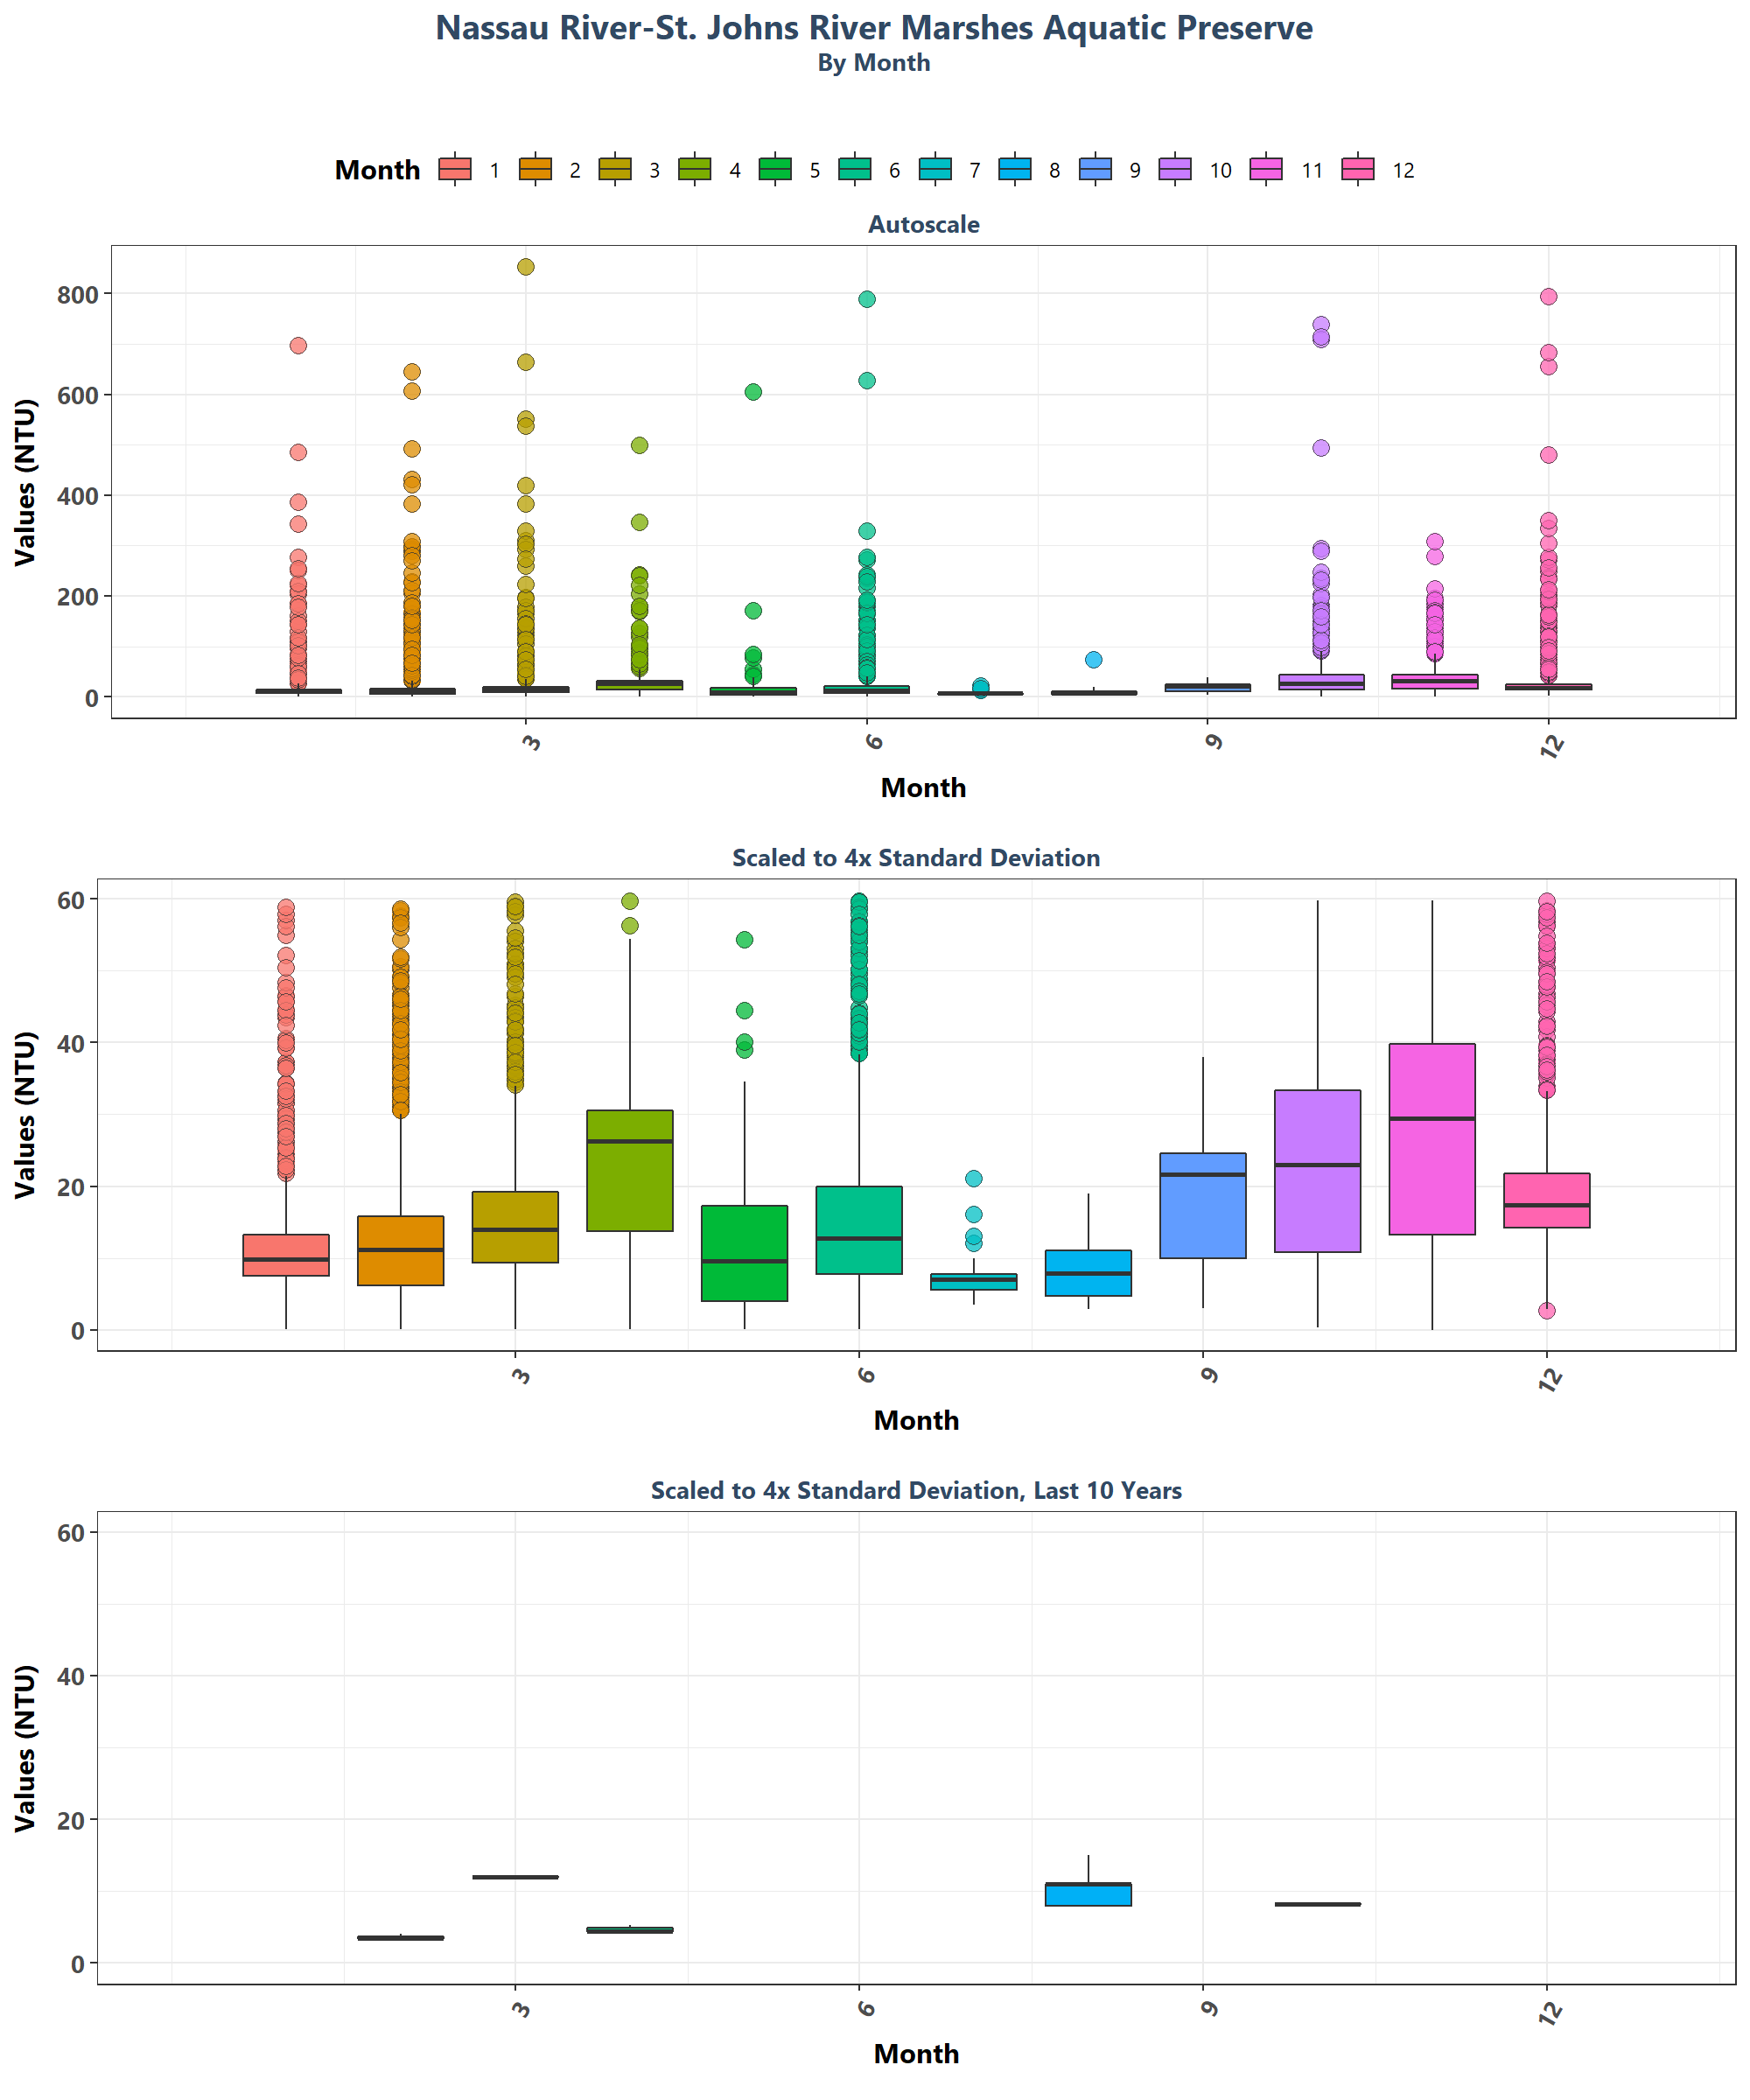 Nassau River-St. Johns River Marshes Aquatic Preserve
By Month
Month 1 2 3 4 5 6 7 8 9 10 11 12
Autoscale
Values (NTU)
800
600
400
200
0
3 6 9 12
Month
Scaled to 4x Standard Deviation
Values (NTU)
60
40
20
0
3 6 9 12
Month
Scaled to 4x Standard Deviation, Last 10 Years
Values (NTU)
60
40
20
0
3 6 9 12
Month